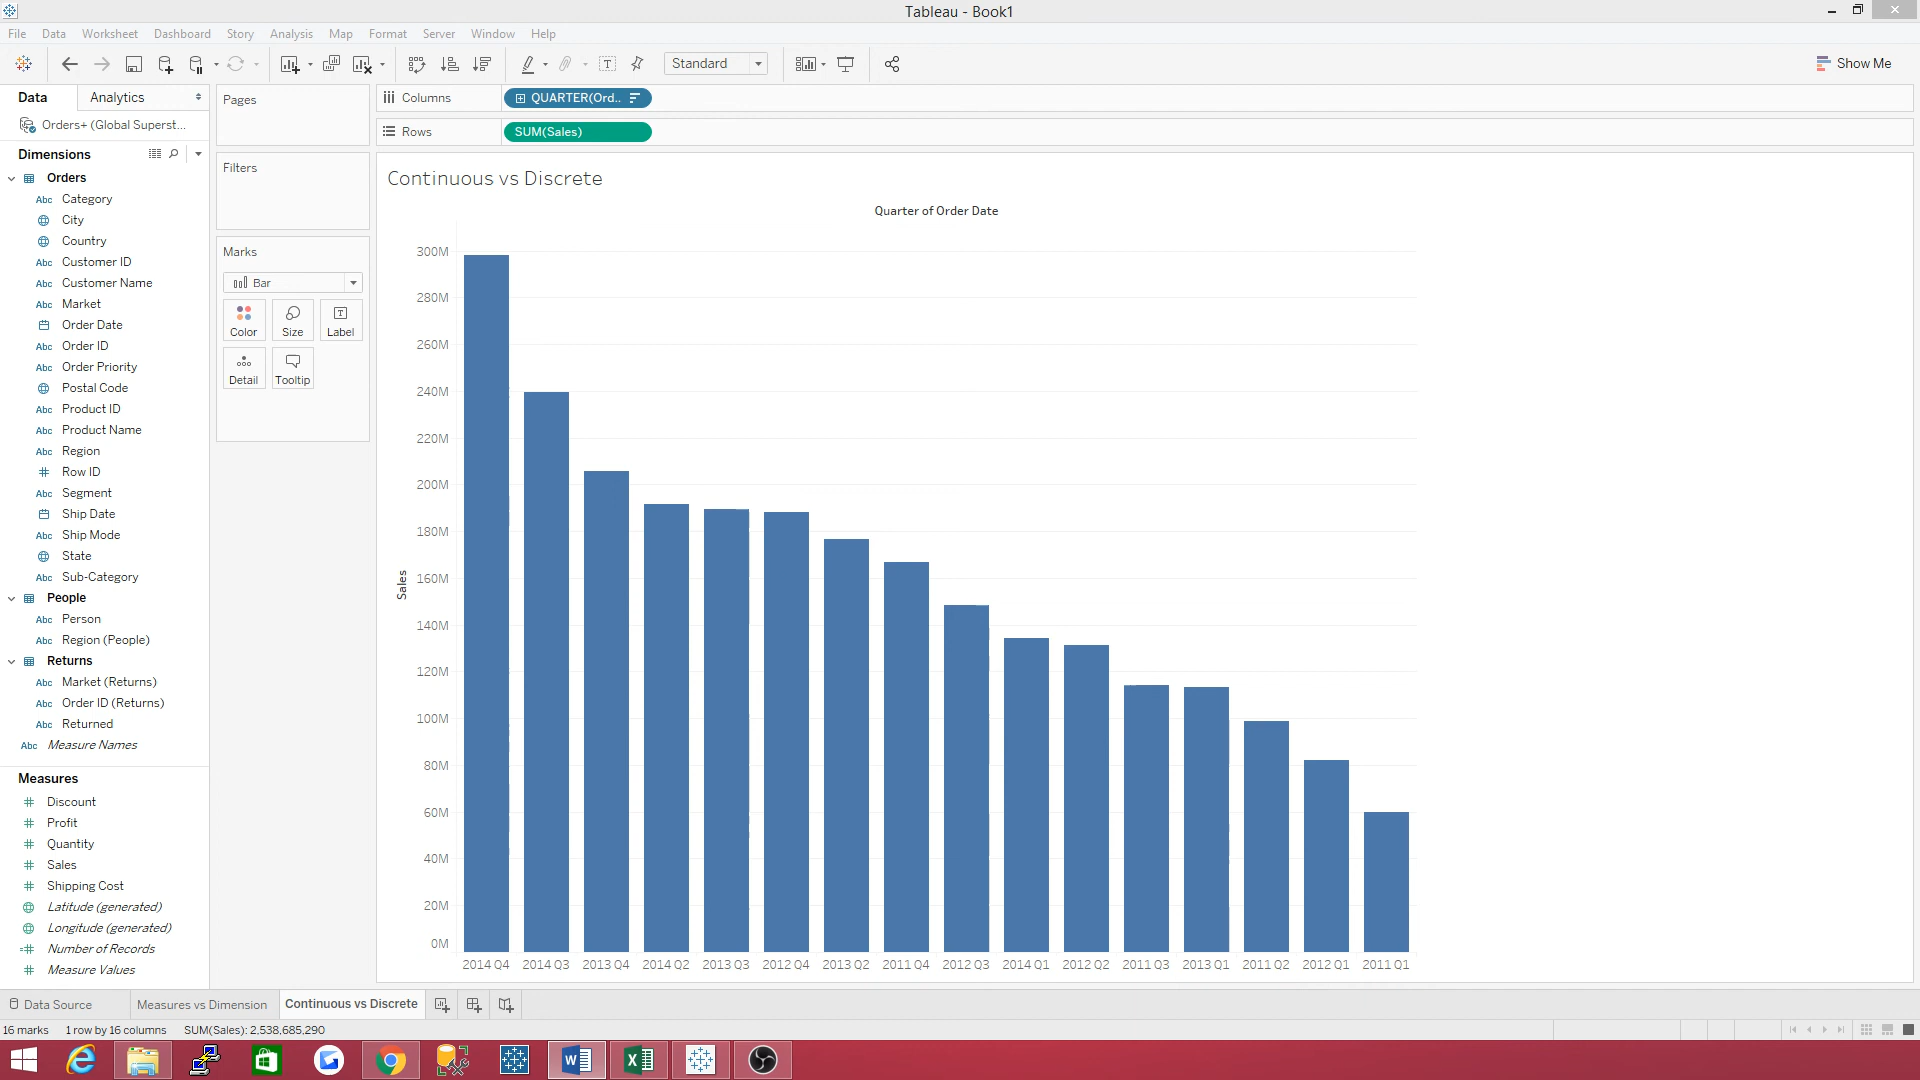 Tableau - Book1
File Data Worksheet Dashboard Story Analysis Map Format Server Window Help
Standard
Show Me
Data Analytics
Orders+ (Global Superst...
Dimensions
Orders
Abc Category
City
Country
Abc Customer ID
Abc Customer Name
Abc Market
Order Date
Abc Order ID
Abc Order Priority
Postal Code
Abc Product ID
Abc Product Name
Abc Region
# Row ID
Abc Segment
Ship Date
Abc Ship Mode
State
Abc Sub-Category
People
Abc Person
Abc Region (People)
Returns
Abc Market (Returns)
Abc Order ID (Returns)
Abc Returned
Abc Measure Names
Measures
# Discount
# Profit
# Quantity
# Sales
# Shipping Cost
Latitude (generated)
Longitude (generated)
=# Number of Records
# Measure Values
Pages
Filters
Marks
Bar
Color Size Label
Detail Tooltip
Columns QUARTER(Ord..
Rows SUM(Sales)
Continuous vs Discrete
Quarter of Order Date
Sales
300M
280M
260M
240M
220M
200M
180M
160M
140M
120M
100M
80M
60M
40M
20M
0M
2014 Q4 2014 Q3 2013 Q4 2014 Q2 2013 Q3 2012 Q4 2013 Q2 2011 Q4 2012 Q3 2014 Q1 2012 Q2 2011 Q3 2013 Q1 2011 Q2 2012 Q1 2011 Q1
Data Source Measures vs Dimension Continuous vs Discrete
16 marks 1 row by 16 columns SUM(Sales): 2,538,685,290